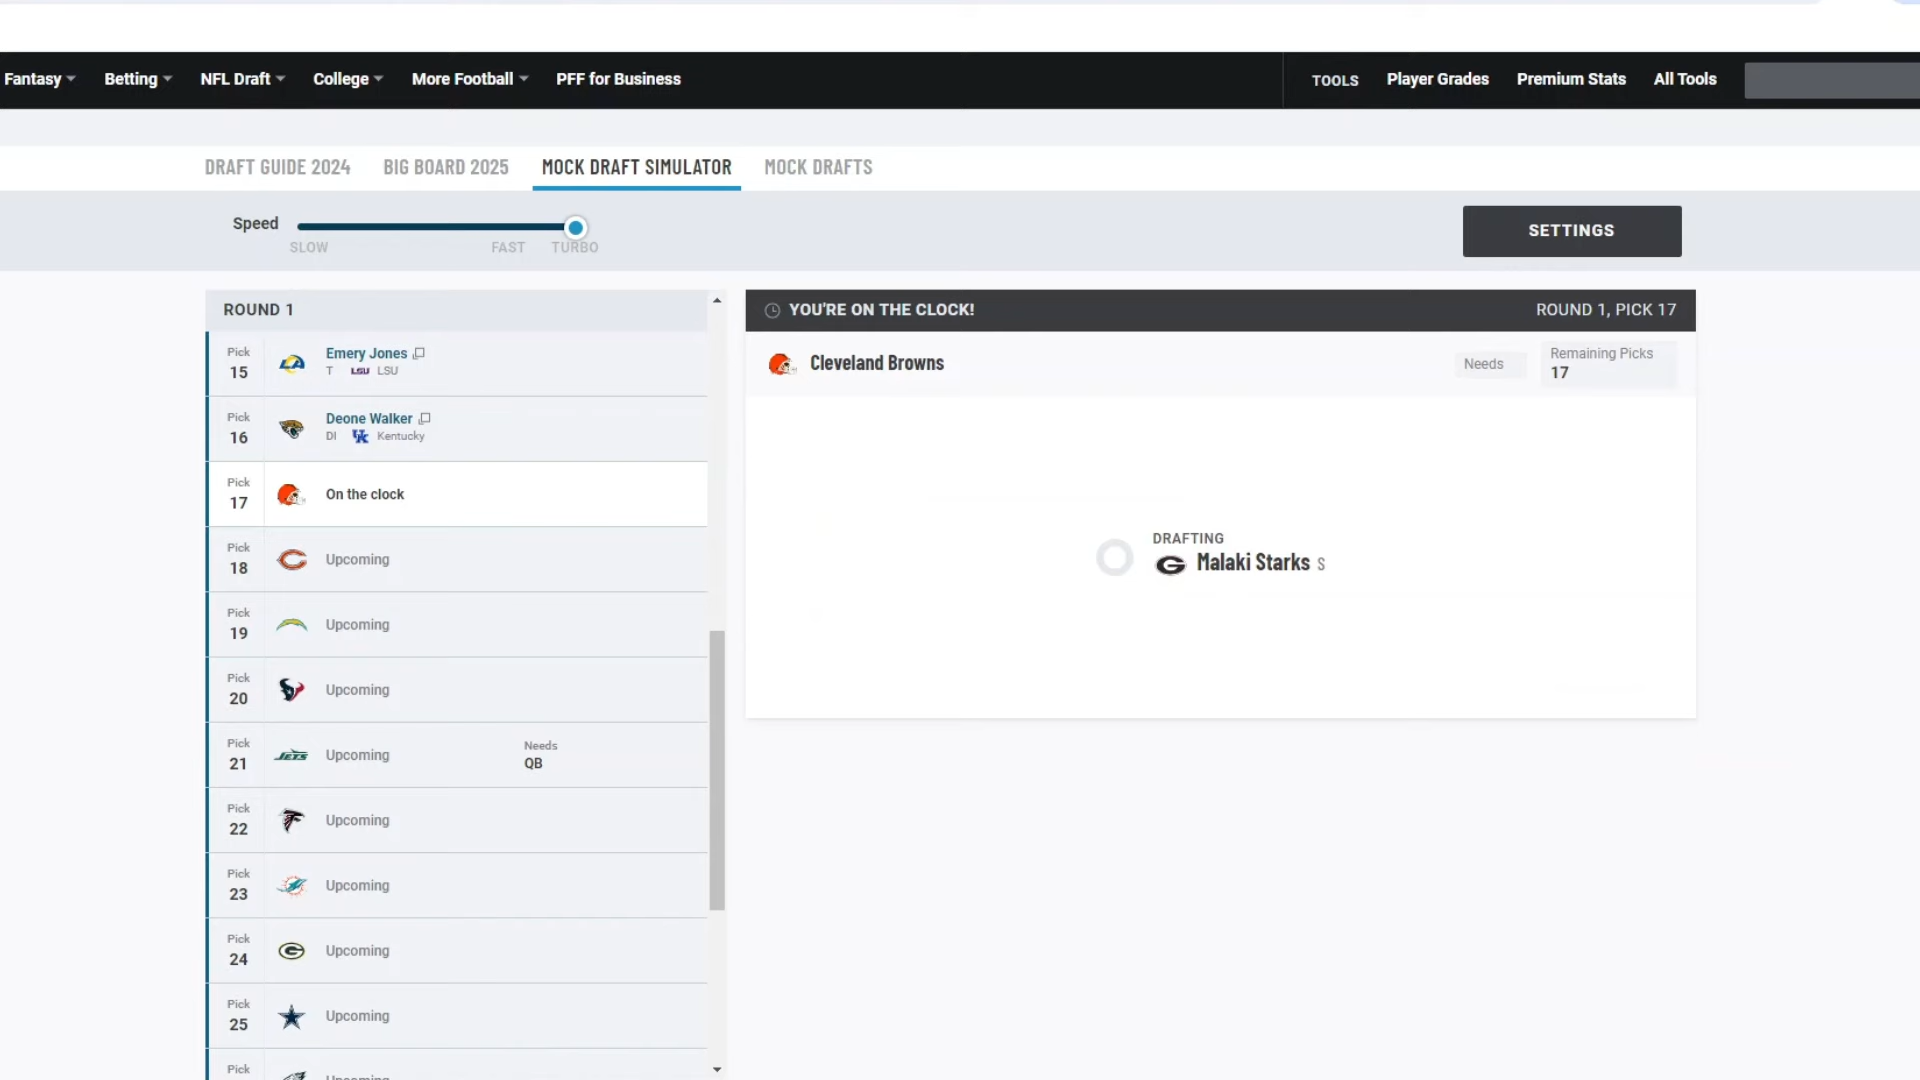 Fantasy Betting NFL Draft College More Football PFF for Business TOOLS Player Grades Premium Stats All Tools
DRAFT GUIDE 2024 BIG BOARD 2025 MOCK DRAFT SIMULATOR MOCK DRAFTS
Speed
SLOW FAST TURBO
SETTINGS
ROUND 1
Pick
15
Emery Jones
T LSU LSU
Pick
16
Deone Walker
DI UK Kentucky
Pick
17
On the clock
Pick
18
Upcoming
Pick
19
Upcoming
Pick
20
Upcoming
Pick
21
JETS
Upcoming
Needs
QB
Pick
22
Upcoming
Pick
23
Upcoming
Pick
24
G
Upcoming
Pick
25
Upcoming
Pick
Upcoming
YOU'RE ON THE CLOCK! ROUND 1, PICK 17
Cleveland Browns
Needs
Remaining Picks
17
DRAFTING
G Malaki Starks S